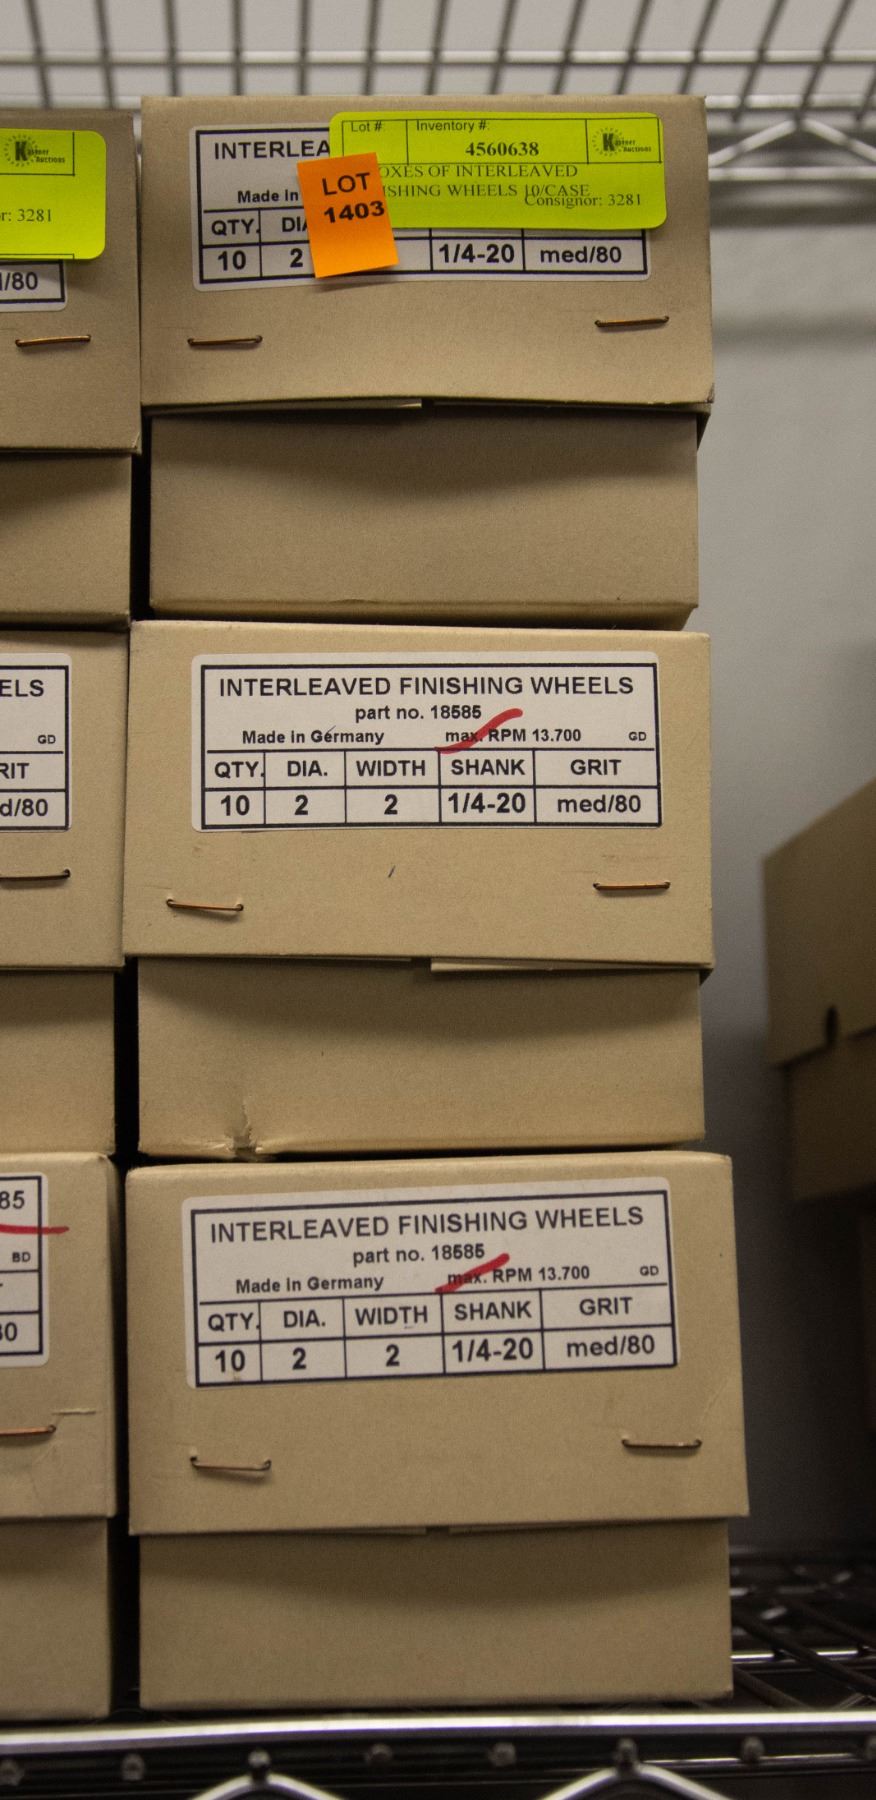 r: 3281
/80
Lot #:
Inventory #:
4560638
Kastner Auctions
OXES OF INTERLEAVED
ISHING WHEELS 10/CASE
Consignor: 3281
LOT
1403
INTERLEA
Made in
QTY. DIA
10 2 1/4-20 med/80
ELS
GD
RIT
d/80
INTERLEAVED FINISHING WHEELS
part no. 18585
Made in Germany max. RPM 13.700 GD
QTY. DIA. WIDTH SHANK GRIT
10 2 2 1/4-20 med/80
85
BD
80
INTERLEAVED FINISHING WHEELS
part no. 18585
Made in Germany max. RPM 13.700 GD
QTY. DIA. WIDTH SHANK GRIT
10 2 2 1/4-20 med/80